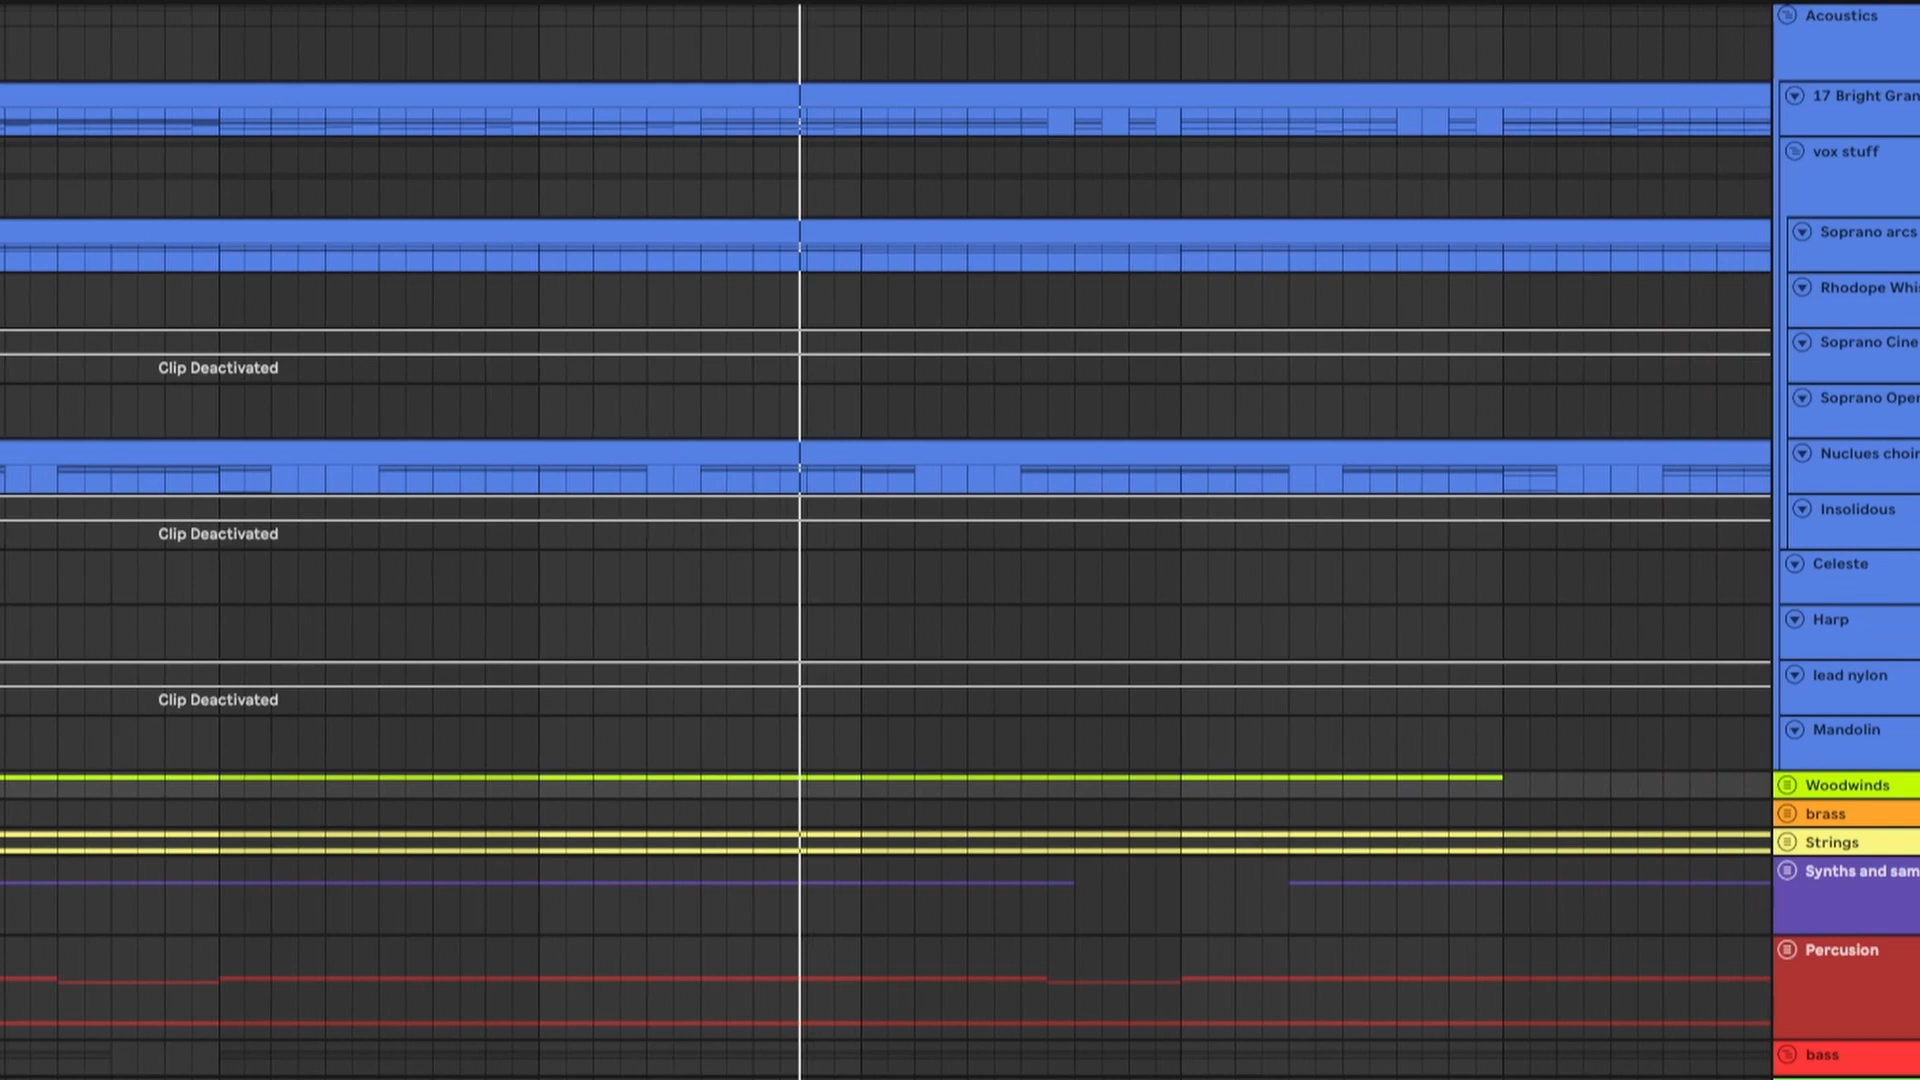 Acoustics
17 Bright Gran
vox stuff
Soprano arcs
Rhodope Whis
Soprano Cine
Clip Deactivated
Soprano Oper
Nuclues choir
Insolidous
Clip Deactivated
Celeste
Harp
lead nylon
Clip Deactivated
Mandolin
Woodwinds
brass
Strings
Synths and sam
Percusion
bass